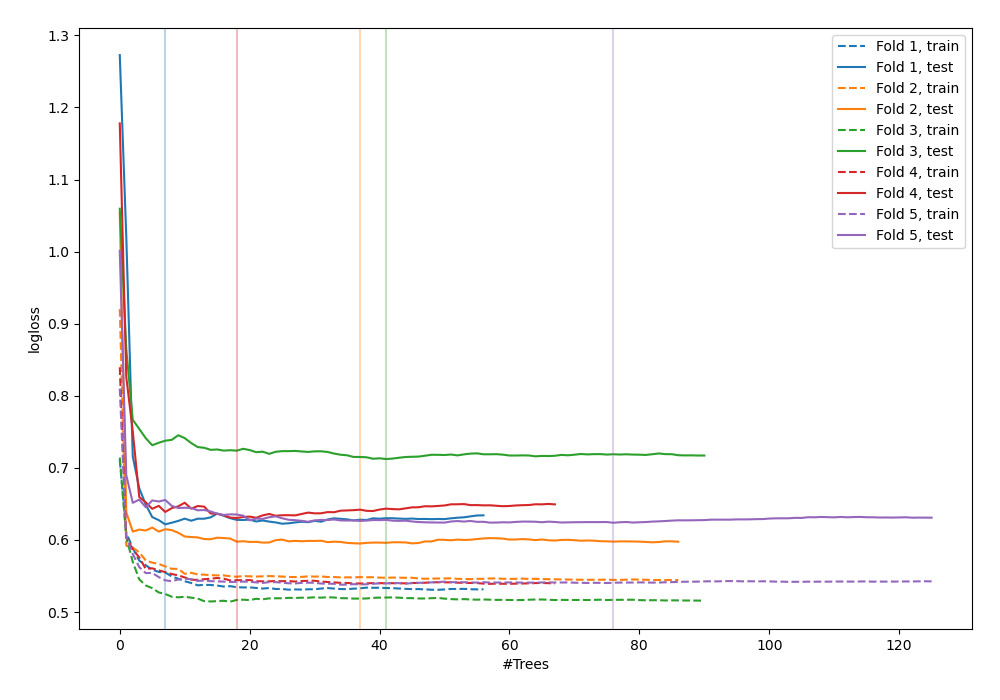 1.3
1.2
1.1
1.0
0.9
0.8
0.7
0.6
0.5
logloss
0
20
40
60
80
100
120
#Trees
Fold 1, train
Fold 1, test
Fold 2, train
Fold 2, test
Fold 3, train
Fold 3, test
Fold 4, train
Fold 4, test
Fold 5, train
Fold 5, test